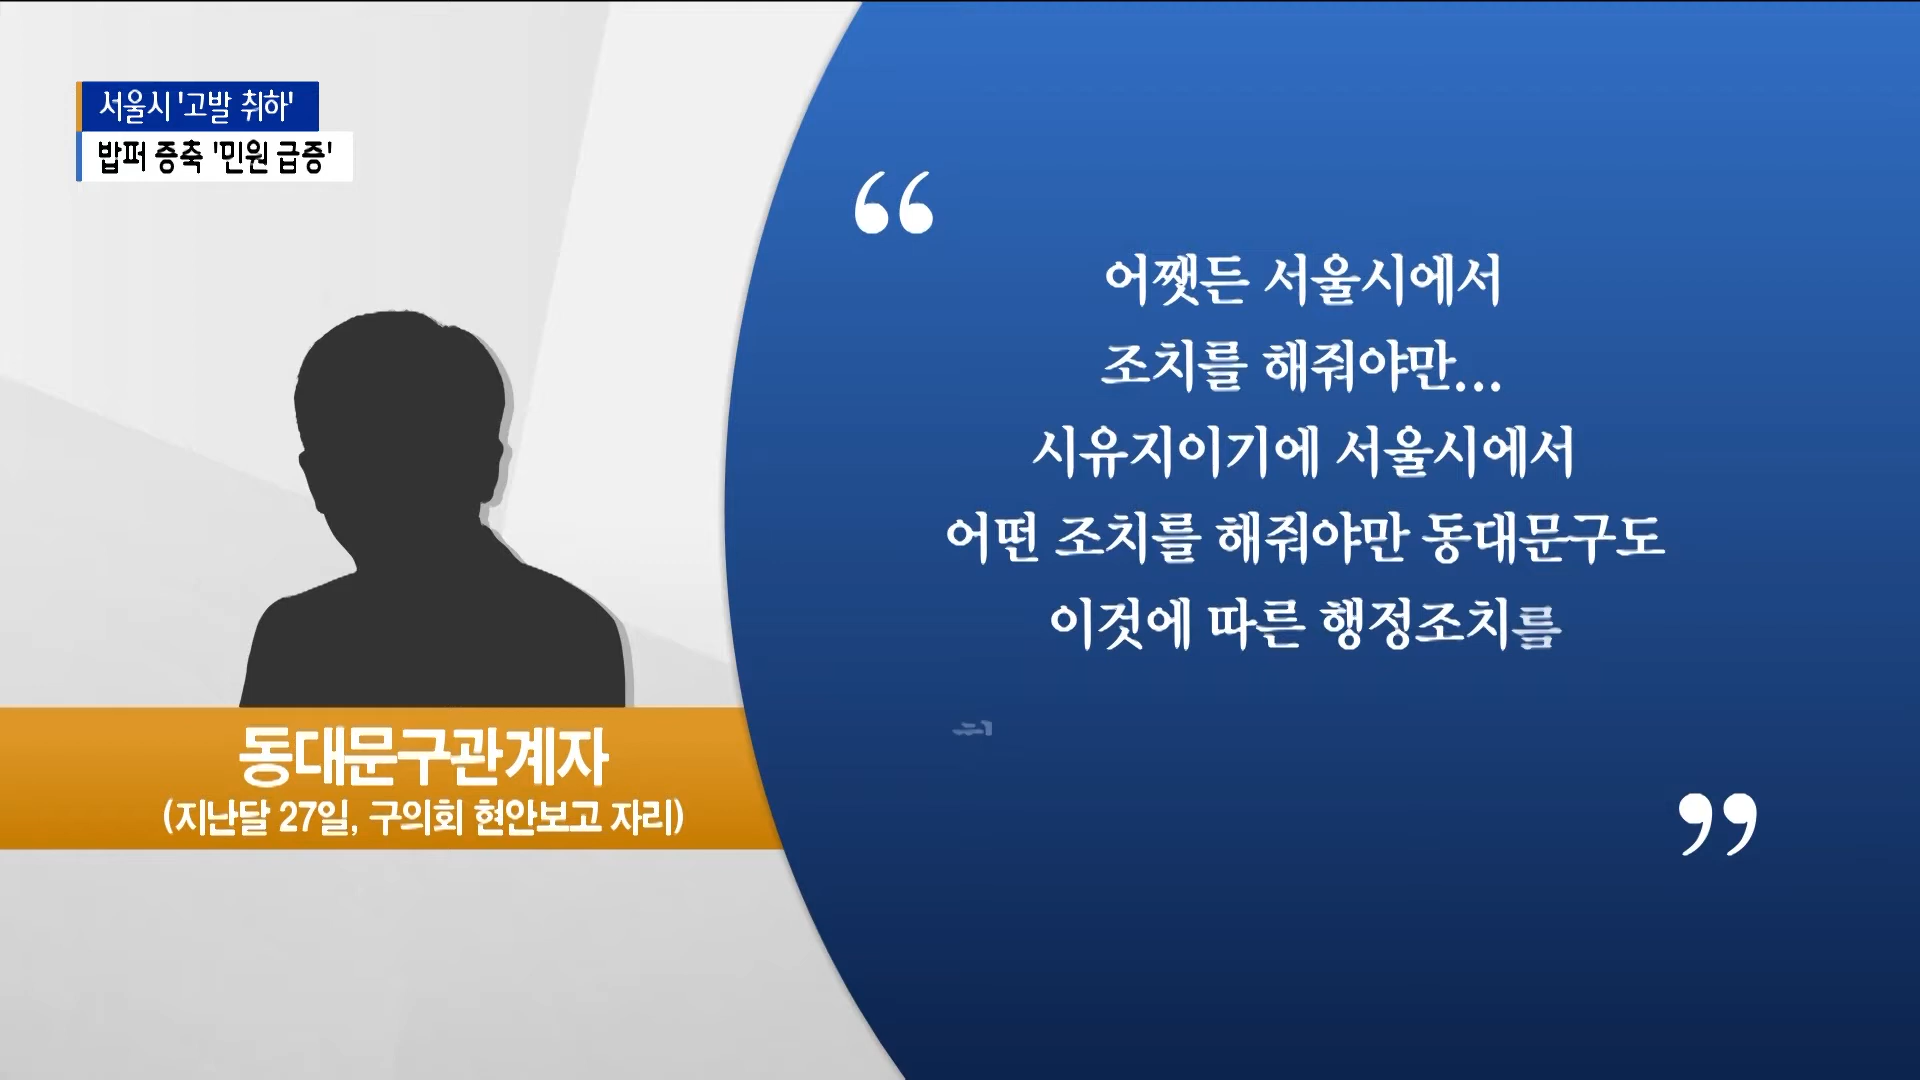 서울시 '고발 취하'
밥퍼 증축 '민원 급증'
“
어쨋든 서울시에서
조치를 해줘야만...
시유지이기에 서울시에서
어떤 조치를 해줘야만 동대문구도
이것에 따른 행정조치를
”
동대문구관계자
(지난달 27일, 구의회 현안보고 자리)